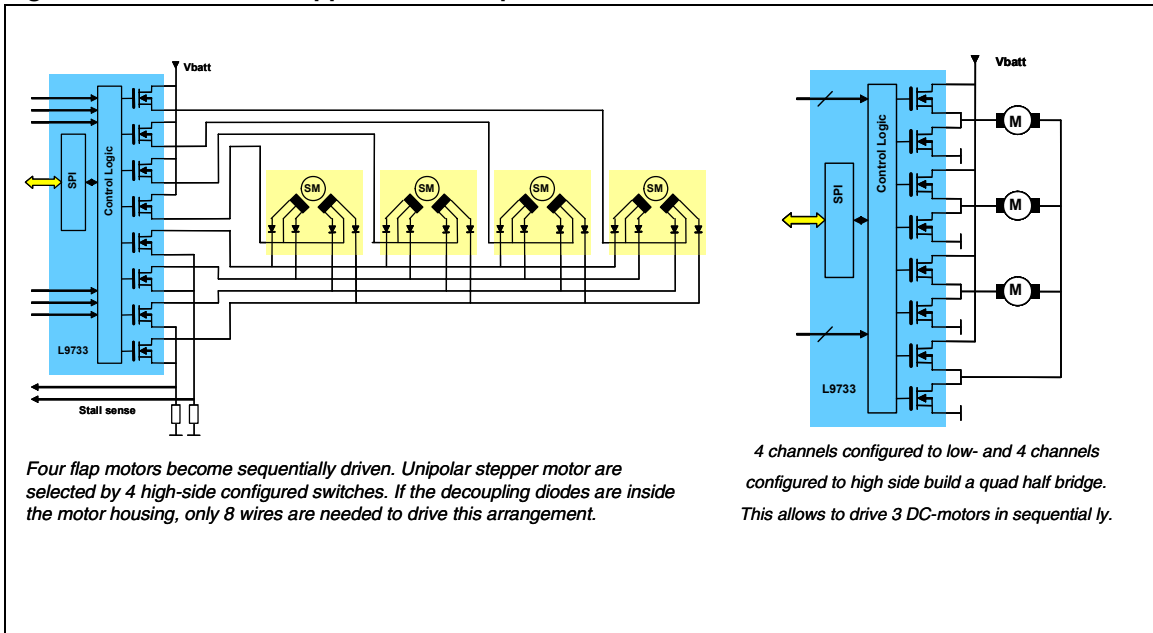 Vbatt
SPI
Control Logic
L9733
SM
SM
SM
SM
Stall sense
Four flap motors become sequentially driven. Unipolar stepper motor are
selected by 4 high-side configured switches. If the decoupling diodes are inside
the motor housing, only 8 wires are needed to drive this arrangement.
Vbatt
SPI
Control Logic
L9733
M
M
M
4 channels configured to low- and 4 channels
configured to high side build a quad half bridge.
This allows to drive 3 DC-motors in sequential ly.